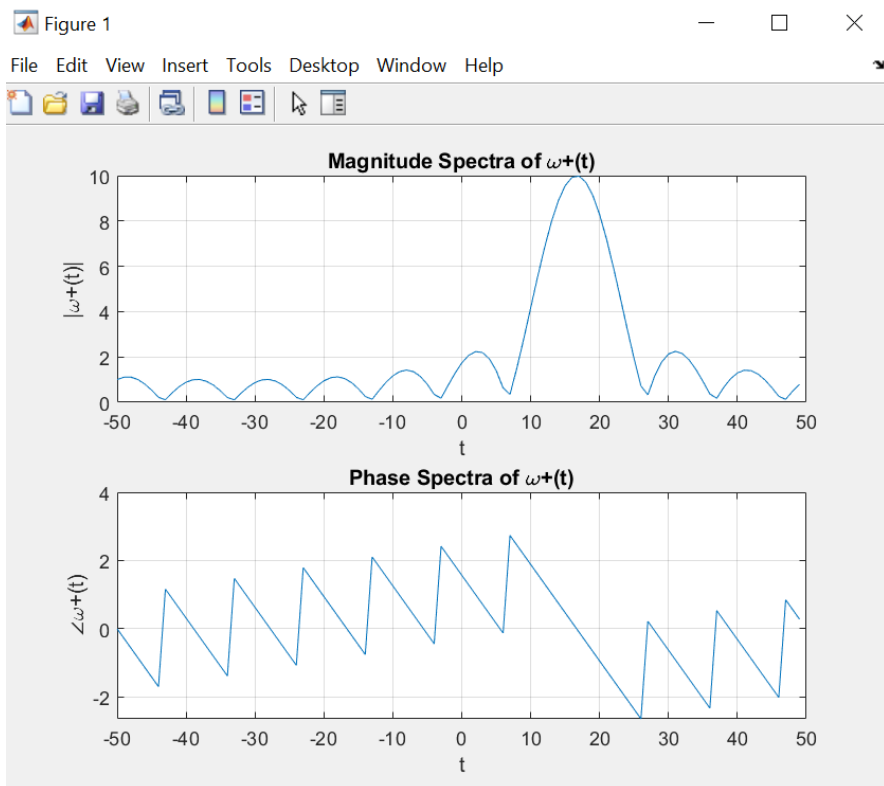 Figure 1
File Edit View Insert Tools Desktop Window Help
Magnitude Spectra of ω+(t)
10
8
6
4
2
0
|ω+(t)|
-50 -40 -30 -20 -10 0 10 20 30 40 50
t
Phase Spectra of ω+(t)
4
2
0
-2
∠ω+(t)
-50 -40 -30 -20 -10 0 10 20 30 40 50
t